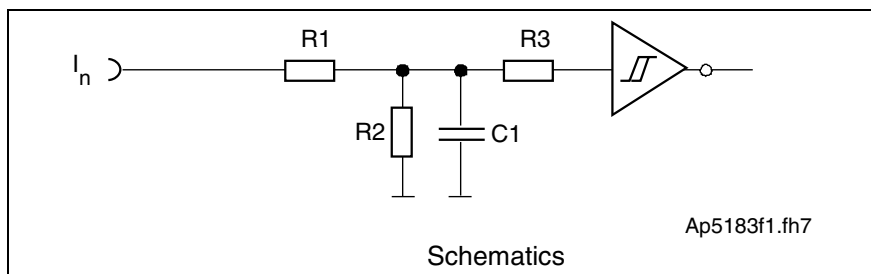 R1
R3
In
R2
C1
Ap5183f1.fh7
Schematics